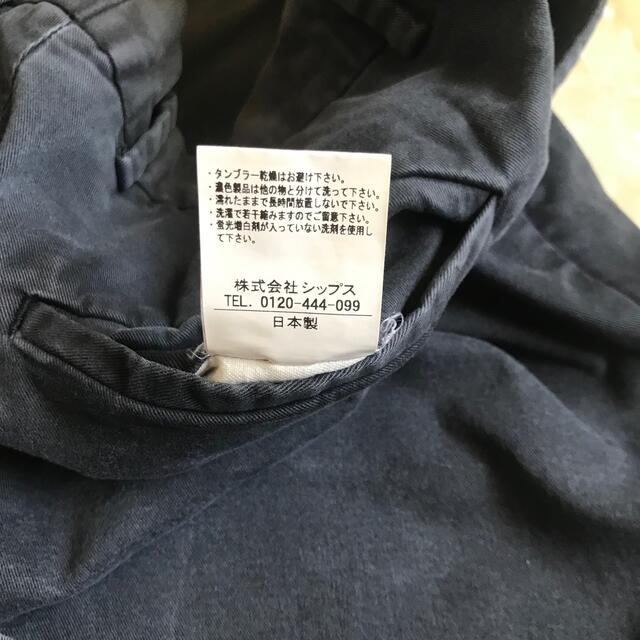 ・タンブラー乾燥はお避け下さい。
・濃色製品は他の物と分けて洗って下さい。
・濡れたままで長時間放置しないで下さい。
・洗濯で若干縮みますのでご留意下さい。
・蛍光増白剤が入っていない洗剤を使用し
て下さい。
株式会社シップス
TEL. 0120-444-099
日本製